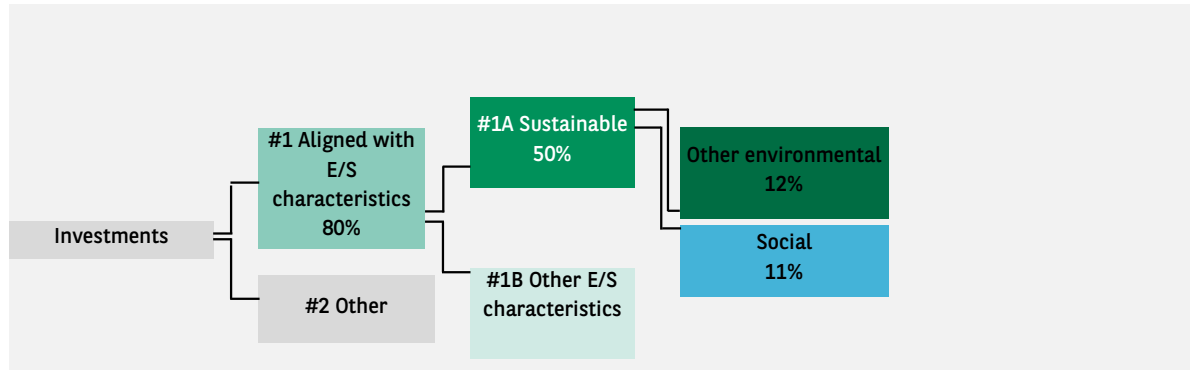 Investments
#1 Aligned with
E/S
characteristics
80%
#2 Other
#1A Sustainable
50%
#1B Other E/S
characteristics
Other environmental
12%
Social
11%